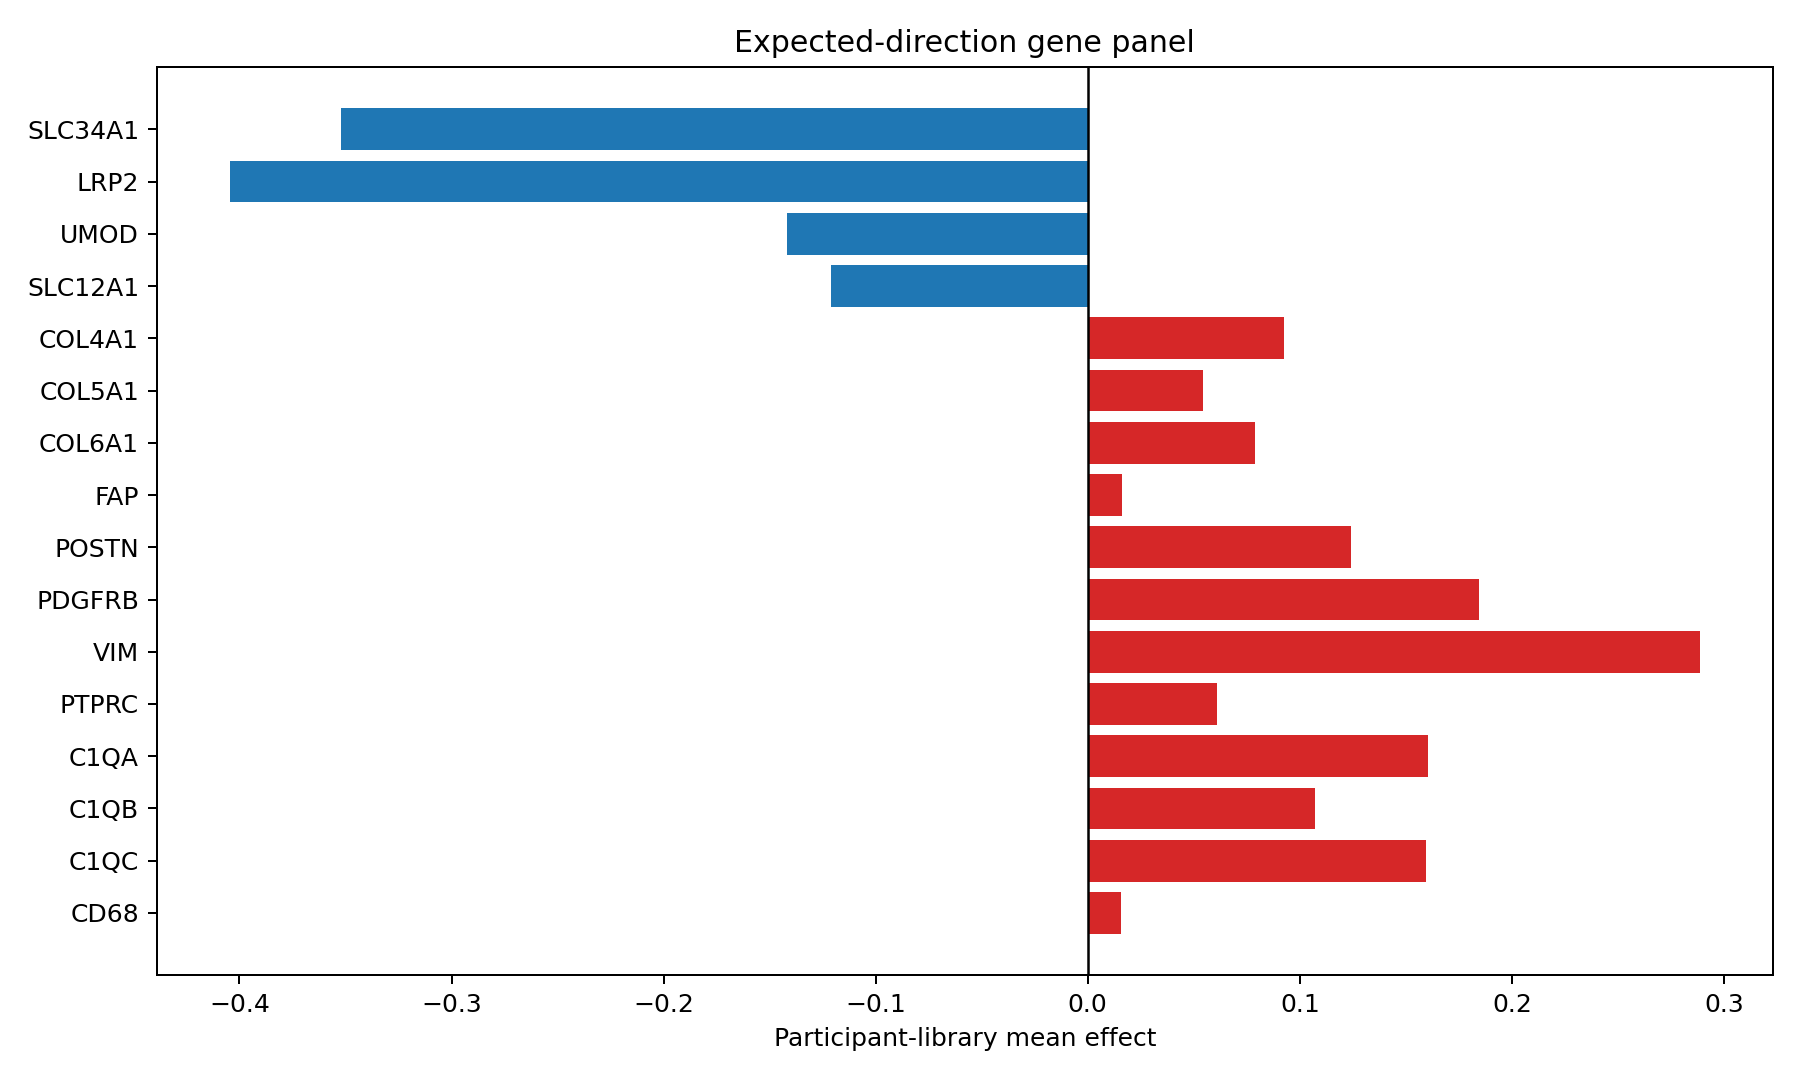 Expected-direction gene panel
SLC34A1
LRP2
UMOD
SLC12A1
COL4A1
COL5A1
COL6A1
FAP
POSTN
PDGFRB
VIM
PTPRC
C1QA
C1QB
C1QC
CD68
−0.4 −0.3 −0.2 −0.1 0.0 0.1 0.2 0.3
Participant-library mean effect